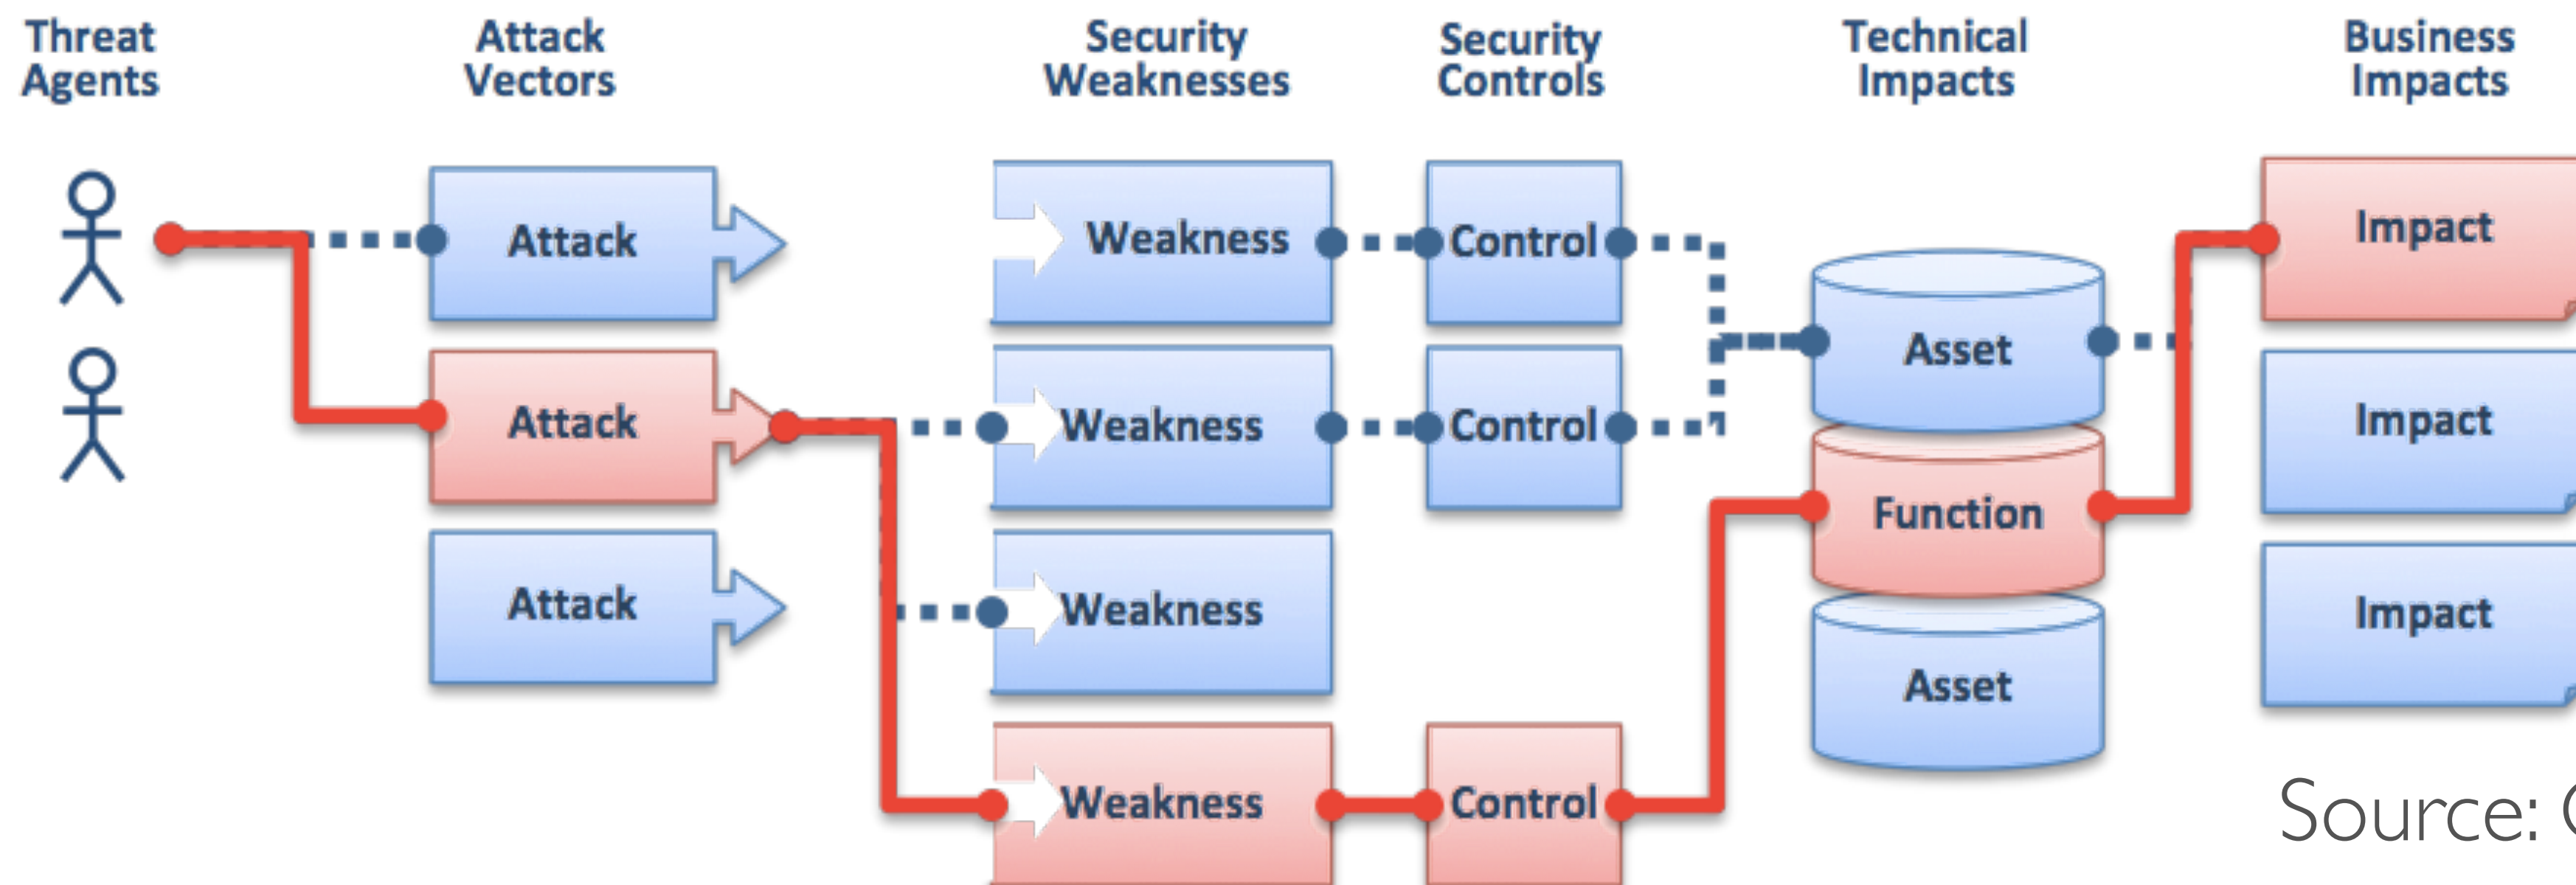 Threat
Agents
Attack
Vectors
Security
Weaknesses
Security
Controls
Technical
Impacts
Business
Impacts
Attack
Weakness
Control
Impact
Asset
Attack
Weakness
Control
Impact
Function
Attack
Weakness
Impact
Asset
Weakness
Control
Source: